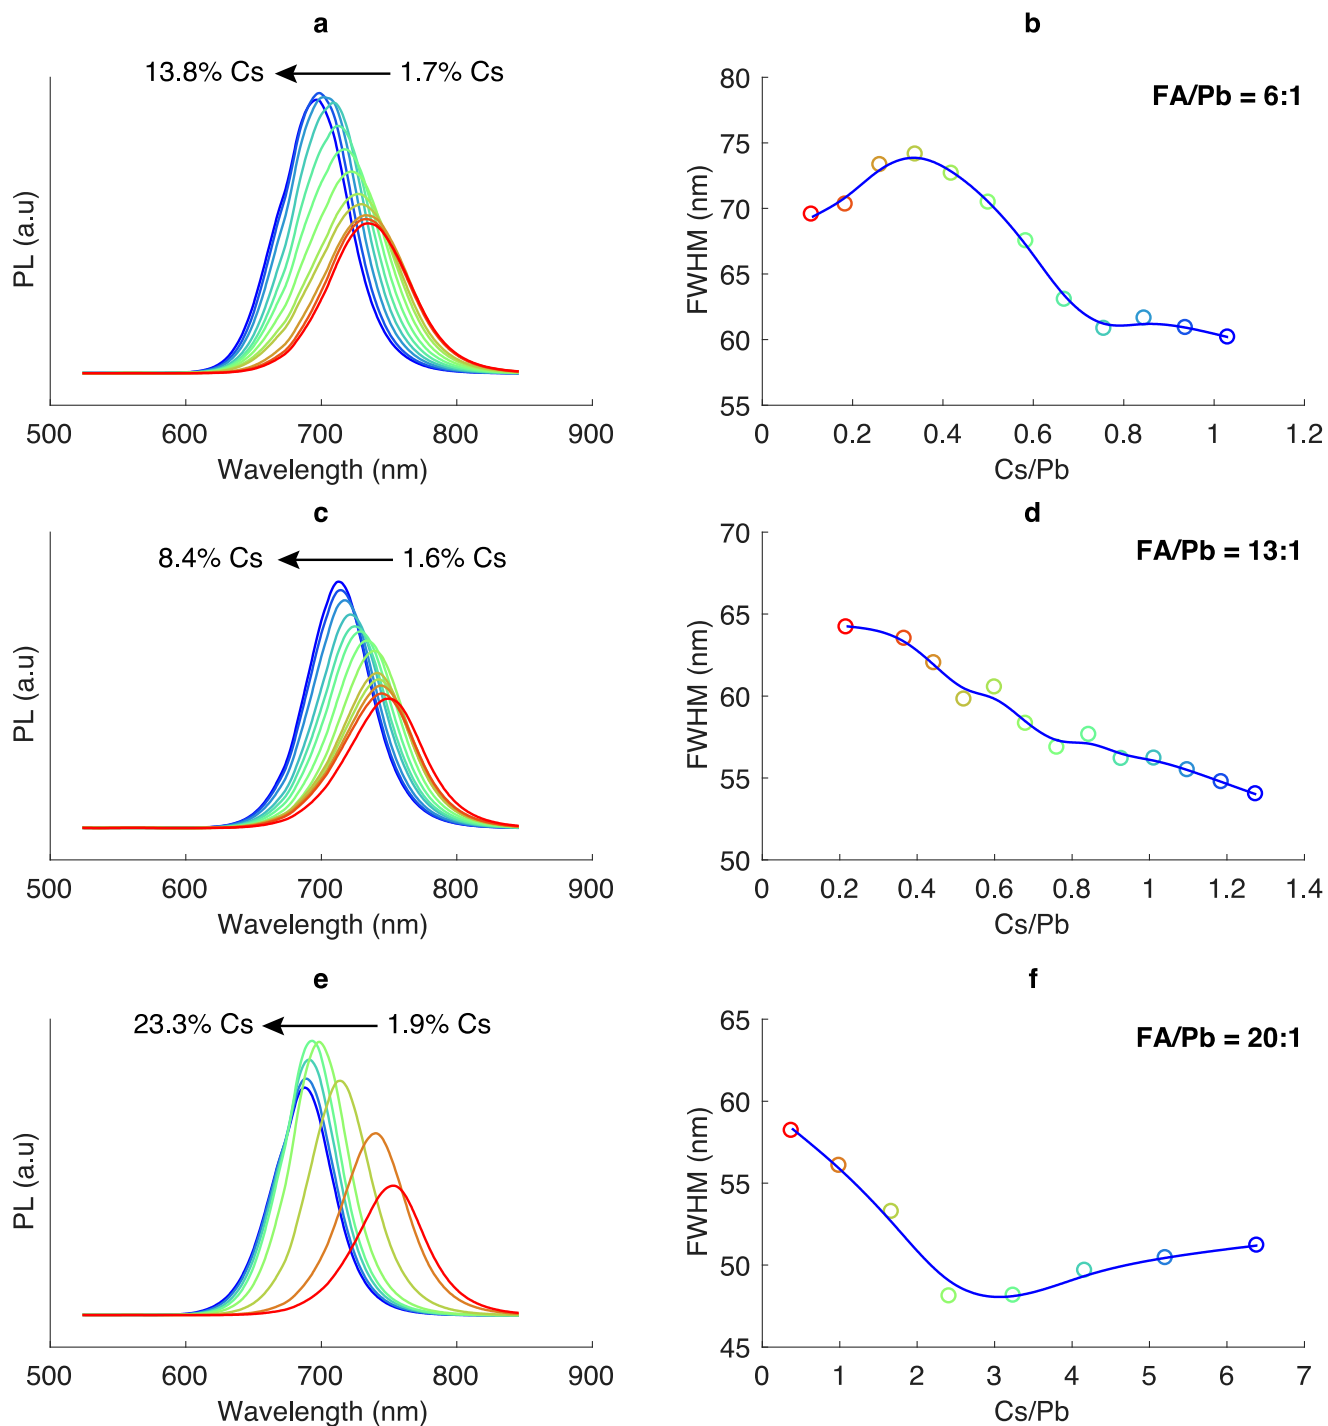 a
13.8% Cs
1.7% Cs
PL (a.u)
500
600
700
800
900
Wavelength (nm)
b
FA/Pb = 6:1
80
75
70
65
60
55
FWHM (nm)
0
0.2
0.4
0.6
0.8
1
1.2
Cs/Pb
c
8.4% Cs
1.6% Cs
PL (a.u)
500
600
700
800
900
Wavelength (nm)
d
FA/Pb = 13:1
70
65
60
55
50
FWHM (nm)
0
0.2
0.4
0.6
0.8
1
1.2
1.4
Cs/Pb
e
23.3% Cs
1.9% Cs
PL (a.u)
500
600
700
800
900
Wavelength (nm)
f
FA/Pb = 20:1
65
60
55
50
45
FWHM (nm)
0
1
2
3
4
5
6
7
Cs/Pb